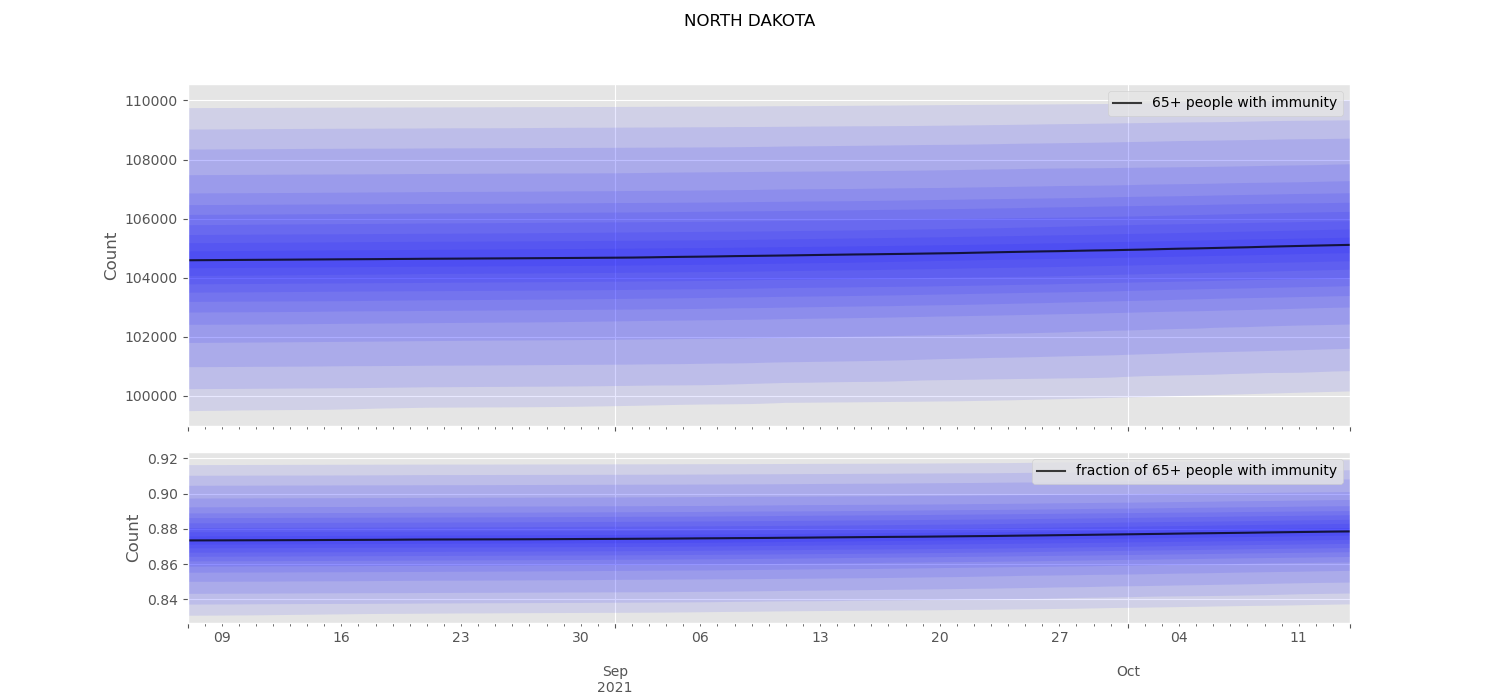 NORTH DAKOTA
110000
108000
106000
104000
102000
100000
Count
65+ people with immunity
0.92
0.90
0.88
0.86
0.84
Count
fraction of 65+ people with immunity
09 16 23 30 06 13 20 27 04 11
Sep Oct
2021